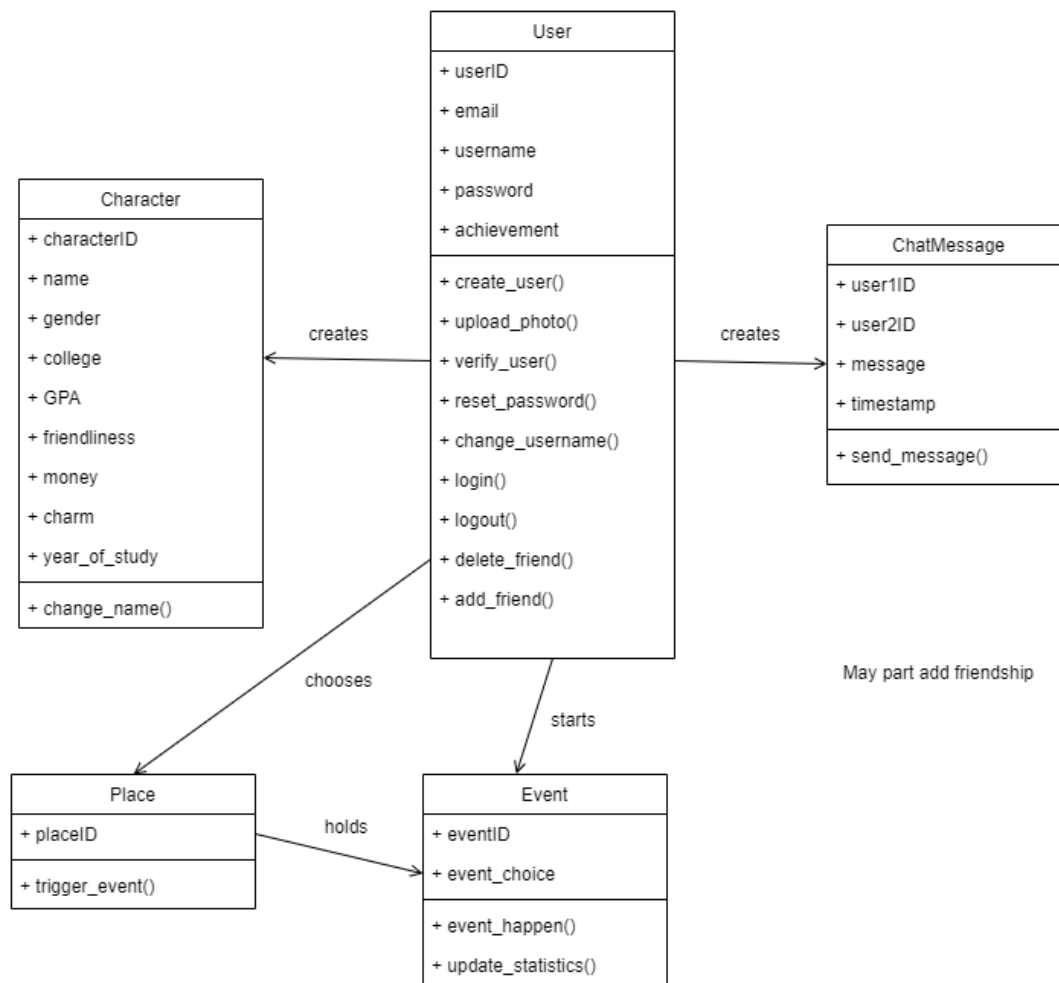 User
+ userID
+ email
+ username
+ password
+ achievement
+ create_user()
+ upload_photo()
+ verify_user()
+ reset_password()
+ change_username()
+ login()
+ logout()
+ delete_friend()
+ add_friend()
Character
+ characterID
+ name
+ gender
+ college
+ GPA
+ friendliness
+ money
+ charm
+ year_of_study
+ change_name()
creates
creates
ChatMessage
+ user1ID
+ user2ID
+ message
+ timestamp
+ send_message()
chooses
starts
May part add friendship
Place
+ placeID
+ trigger_event()
holds
Event
+ eventID
+ event_choice
+ event_happen()
+ update_statistics()